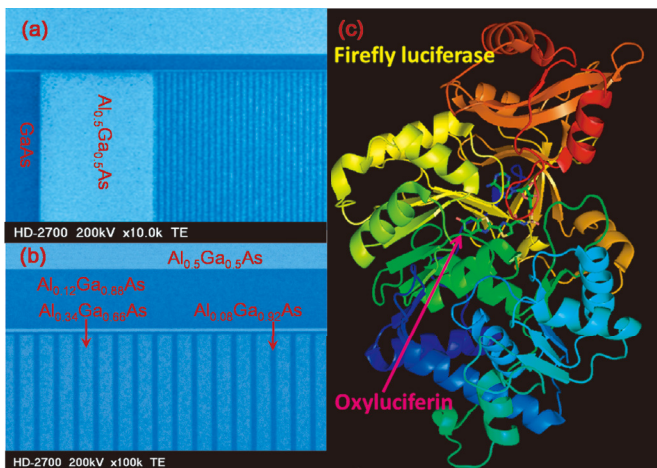 (a)
GaAs
Al0.5Ga0.5As
HD-2700 200kV x10.0k TE
(b)
Al0.5Ga0.5As
Al0.12Ga0.88As
Al0.34Ga0.66As
Al0.08Ga0.92As
HD-2700 200kV x100k TE
(c)
Firefly luciferase
Oxyluciferin